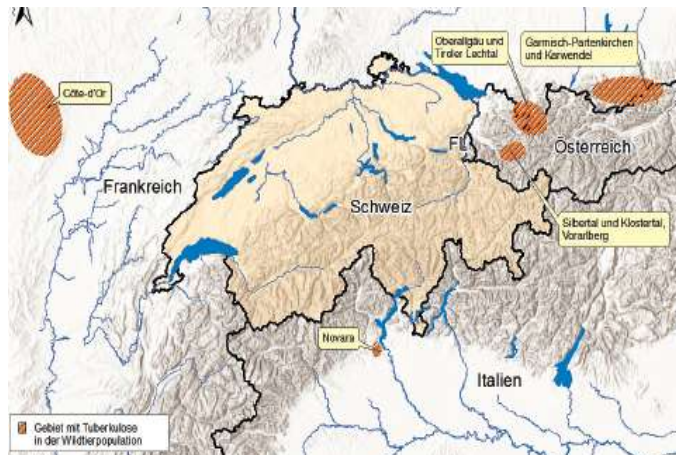 Oberallgäu und
Tiroler Lechtal
Garmisch-Partenkirchen
und Karwendel
Côte-d'Or
FL
Österreich
Frankreich
Schweiz
Silbertal und Klostertal,
Vorarlberg
Novara
Italien
Gebiet mit Tuberkulose
in der Wildtierpopulation